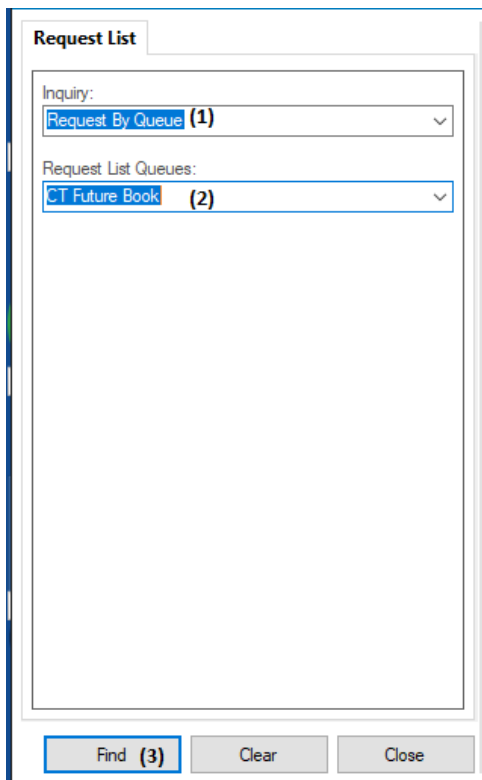 Request List
Inquiry:
Request By Queue (1)
Request List Queues:
CT Future Book (2)
Find (3) Clear Close